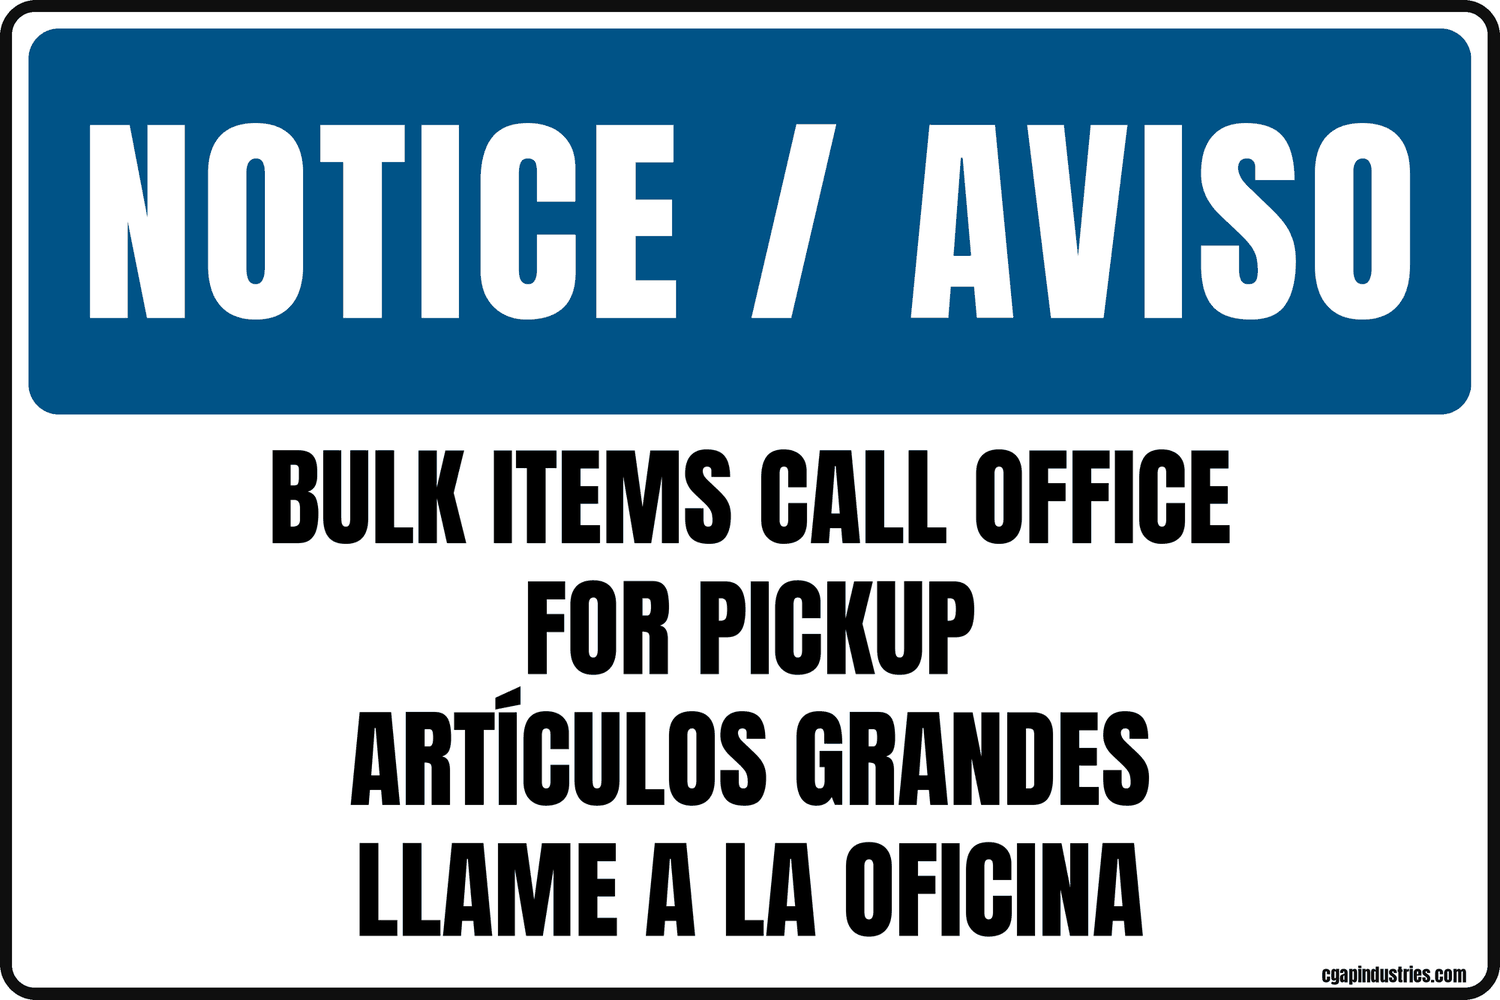 NOTICE / AVISO
BULK ITEMS CALL OFFICE
FOR PICKUP
ARTÍCULOS GRANDES
LLAME A LA OFICINA
cgapindustries.com